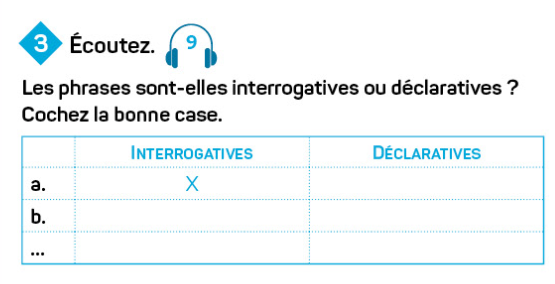 3 Écoutez. 9
Les phrases sont-elles interrogatives ou déclaratives ?
Cochez la bonne case.
INTERROGATIVES DÉCLARATIVES
a. X
b.
...